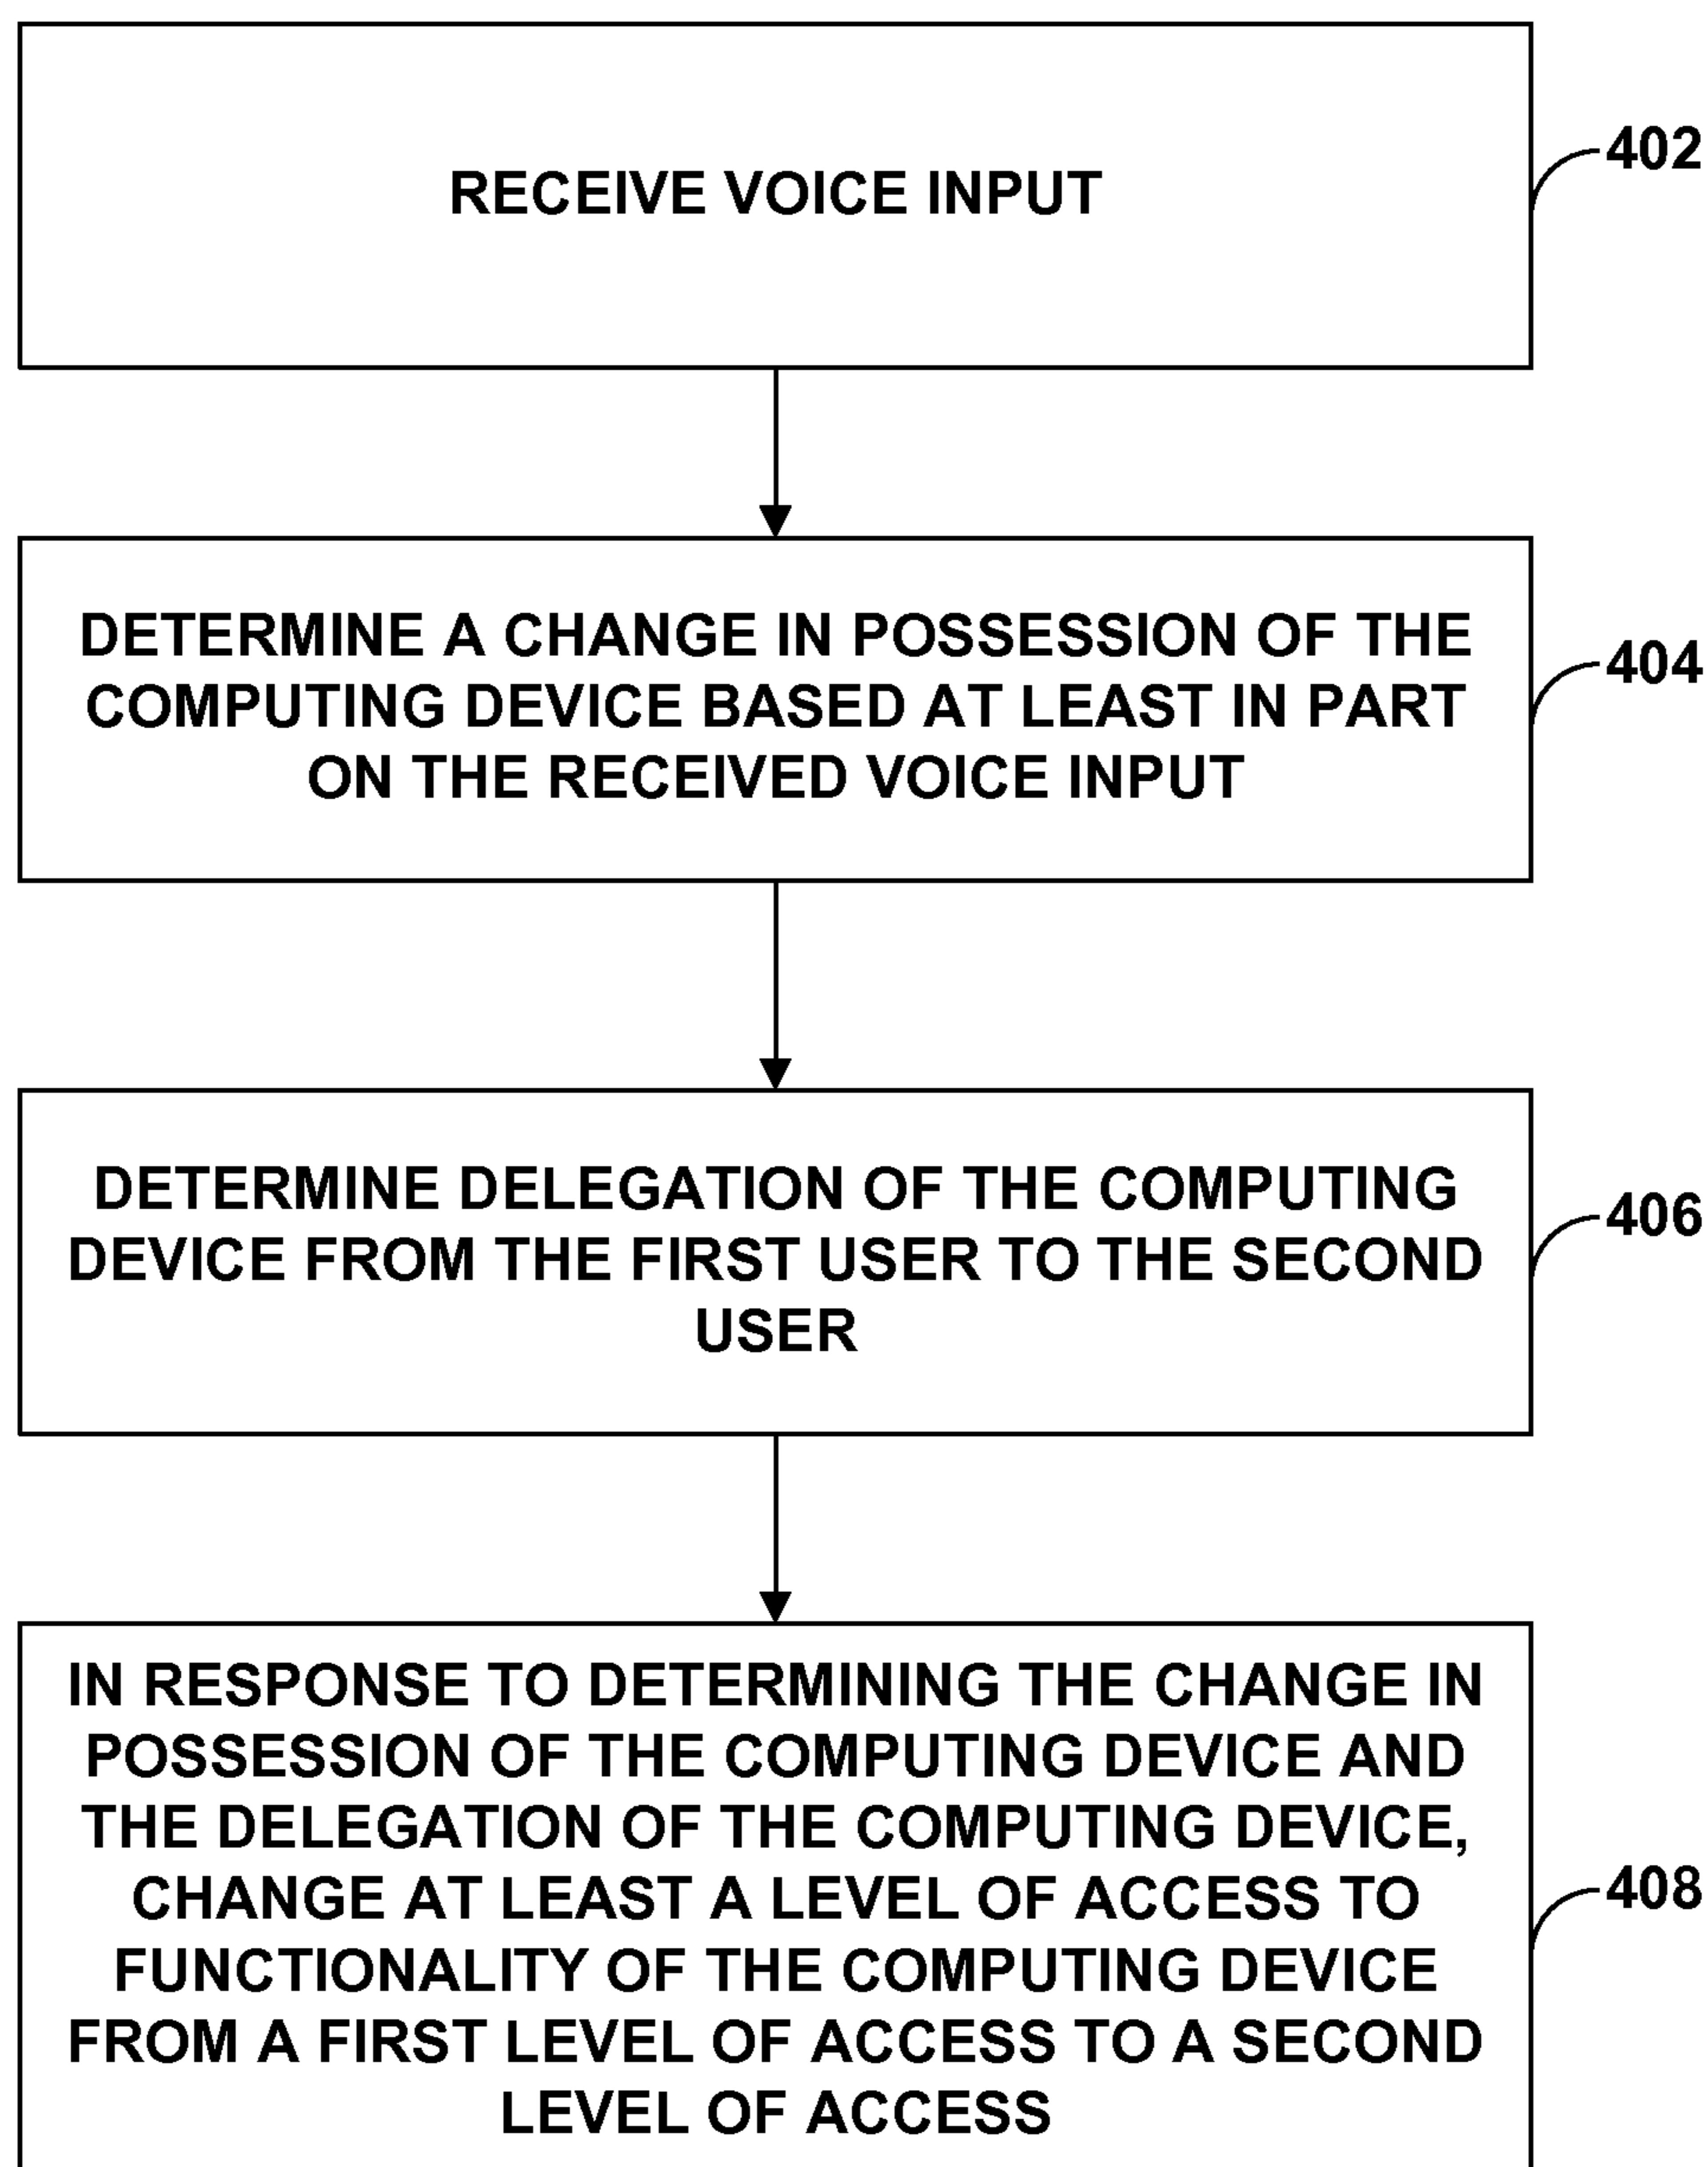 RECEIVE VOICE INPUT
402
DETERMINE A CHANGE IN POSSESSION OF THE
COMPUTING DEVICE BASED AT LEAST IN PART
ON THE RECEIVED VOICE INPUT
404
DETERMINE DELEGATION OF THE COMPUTING
DEVICE FROM THE FIRST USER TO THE SECOND
USER
406
IN RESPONSE TO DETERMINING THE CHANGE IN
POSSESSION OF THE COMPUTING DEVICE AND
THE DELEGATION OF THE COMPUTING DEVICE,
CHANGE AT LEAST A LEVEL OF ACCESS TO
FUNCTIONALITY OF THE COMPUTING DEVICE
FROM A FIRST LEVEL OF ACCESS TO A SECOND
LEVEL OF ACCESS
408